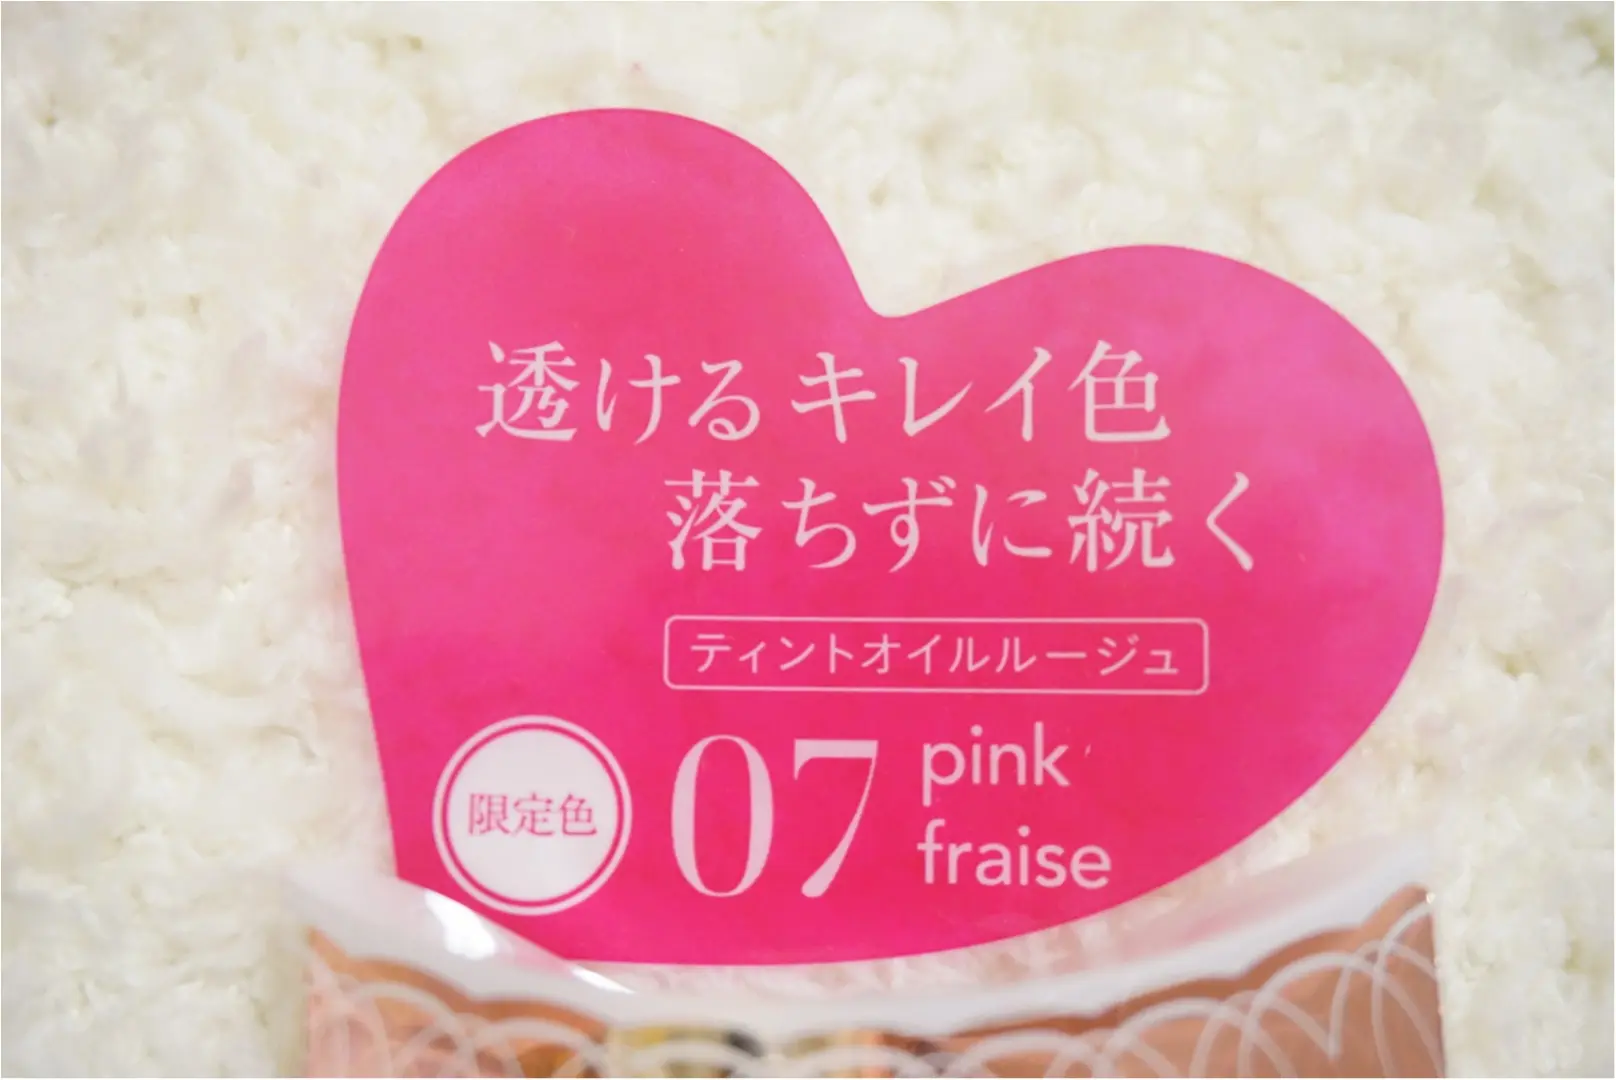 透けるキレイ色
落ちずに続く
ティントオイルルージュ
限定色
07
pink
fraise